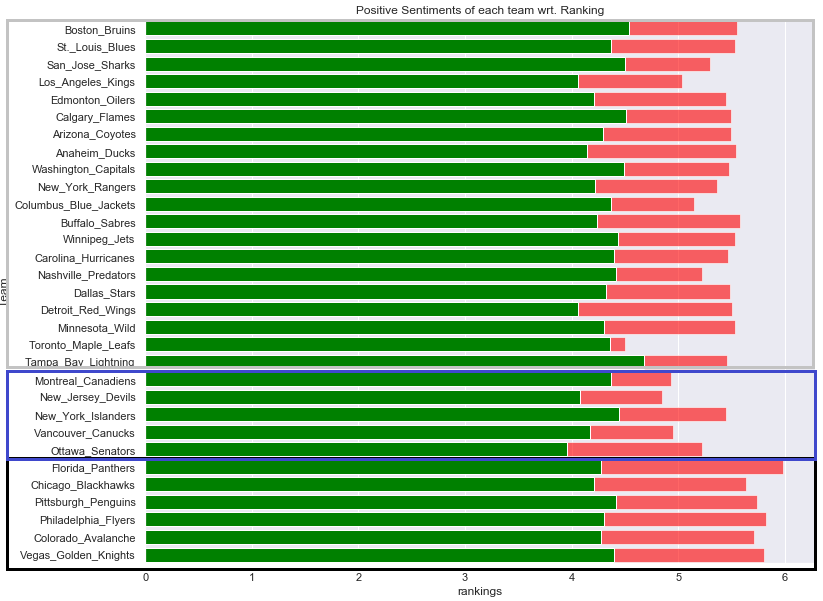 Positive Sentiments of each team wrt. Ranking
Boston_Bruins
St._Louis_Blues
San_Jose_Sharks
Los_Angeles_Kings
Edmonton_Oilers
Calgary_Flames
Arizona_Coyotes
Anaheim_Ducks
Washington_Capitals
New_York_Rangers
Columbus_Blue_Jackets
Buffalo_Sabres
Winnipeg_Jets
Carolina_Hurricanes
Nashville_Predators
Team
Dallas_Stars
Detroit_Red_Wings
Minnesota_Wild
Toronto_Maple_Leafs
Tampa_Bay_Lightning
Montreal_Canadiens
New_Jersey_Devils
New_York_Islanders
Vancouver_Canucks
Ottawa_Senators
Florida_Panthers
Chicago_Blackhawks
Pittsburgh_Penguins
Philadelphia_Flyers
Colorado_Avalanche
Vegas_Golden_Knights
0 1 2 3 4 5 6
rankings